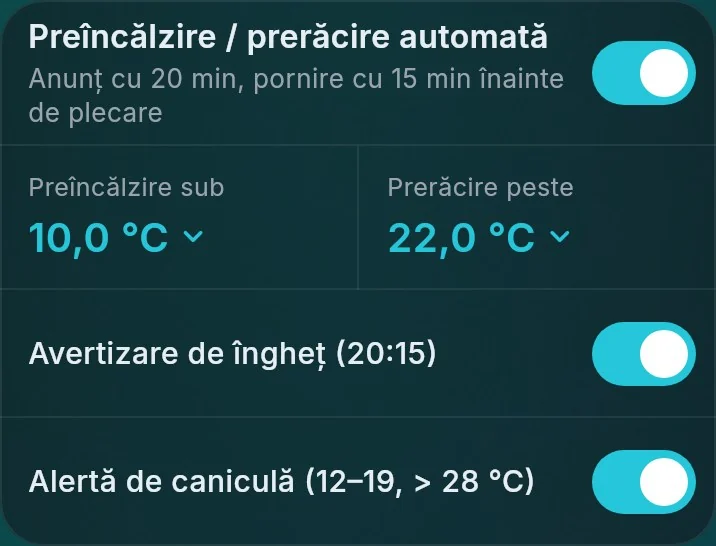 Preîncălzire / prerăcire automată
Anunț cu 20 min, pornire cu 15 min înainte
de plecare
Preîncălzire sub
10,0 °C
Prerăcire peste
22,0 °C
Avertizare de îngheț (20:15)
Alertă de caniculă (12–19, > 28 °C)